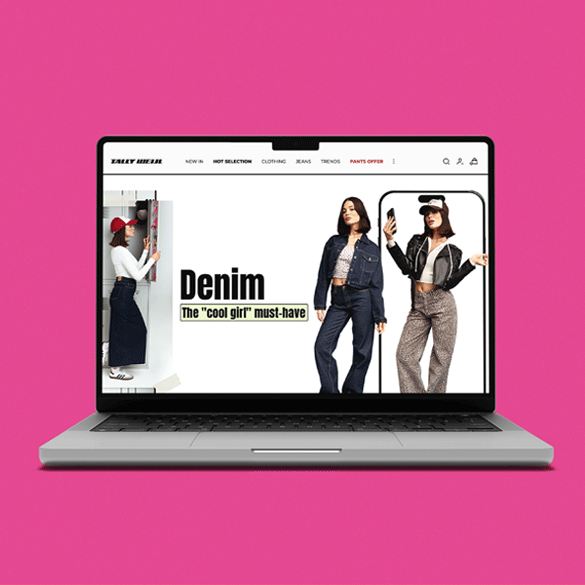 TALLY WEiJL
NEW IN HOT SELECTION CLOTHING JEANS TRENDS PANTS OFFER
Denim
The "cool girl" must-have